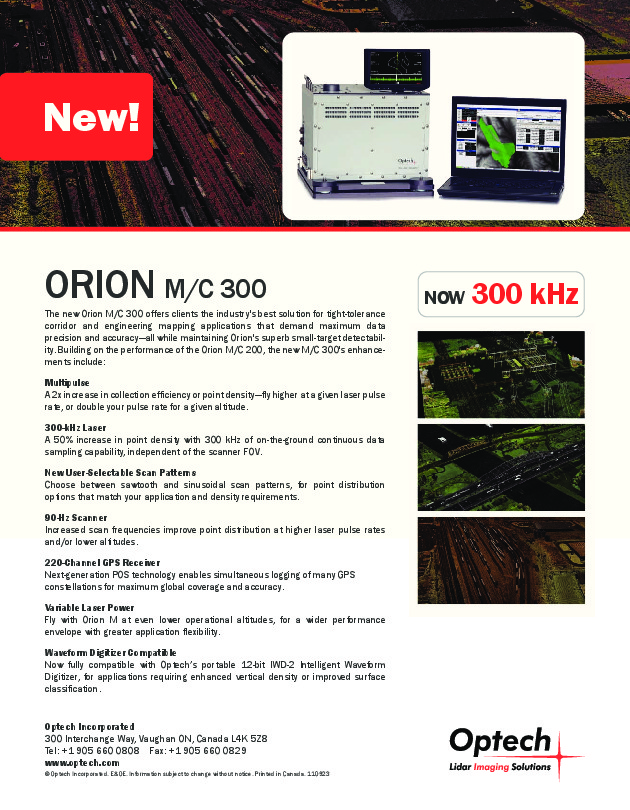 New!
Optech
ORION M/C 300
NOW 300 kHz
The new Orion M/C 300 offers clients the industry's best solution for tight-tolerance
corridor and engineering mapping applications that demand maximum data
precision and accuracy—all while maintaining Orion's superb small-target detectabil-
ity. Building on the performance of the Orion M/C 200, the new M/C 300's enhance-
ments include:
Multipulse
A 2x increase in collection efficiency or point density—fly higher at a given laser pulse
rate, or double your pulse rate for a given altitude.
300-kHz Laser
A 50% increase in point density with 300 kHz of on-the-ground continuous data
sampling capability, independent of the scanner FOV.
New User-Selectable Scan Patterns
Choose between sawtooth and sinusoidal scan patterns, for point distribution
options that match your application and density requirements.
90-Hz Scanner
Increased scan frequencies improve point distribution at higher laser pulse rates
and/or lower altitudes.
220-Channel GPS Receiver
Next-generation POS technology enables simultaneous logging of many GPS
constellations for maximum global coverage and accuracy.
Variable Laser Power
Fly with Orion M at even lower operational altitudes, for a wider performance
envelope with greater application flexibility.
Waveform Digitizer Compatible
Now fully compatible with Optech's portable 12-bit IWD-2 Intelligent Waveform
Digitizer, for applications requiring enhanced vertical density or improved surface
classification.
Optech Incorporated
300 Interchange Way, Vaughan ON, Canada L4K 5Z8
Tel: +1 905 660 0808 Fax: +1 905 660 0829
www.optech.com
© Optech Incorporated. E&OE. Information subject to change without notice. Printed in Canada. 110923
Optech
Lidar Imaging Solutions